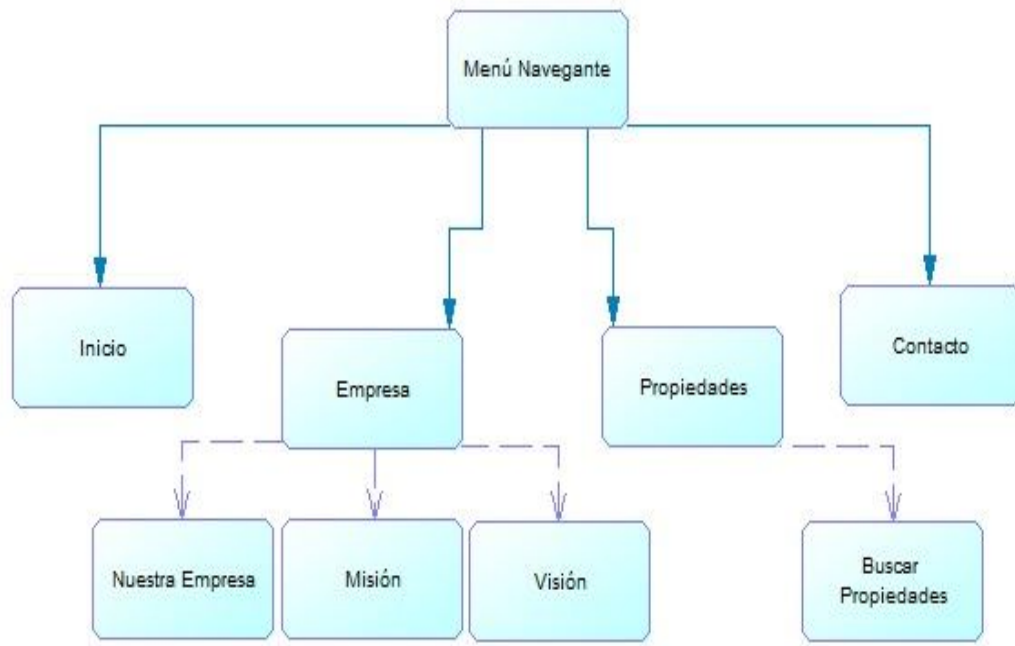 Menú Navegante
Inicio
Empresa
Propiedades
Contacto
Nuestra Empresa
Misión
Visión
Buscar
Propiedades